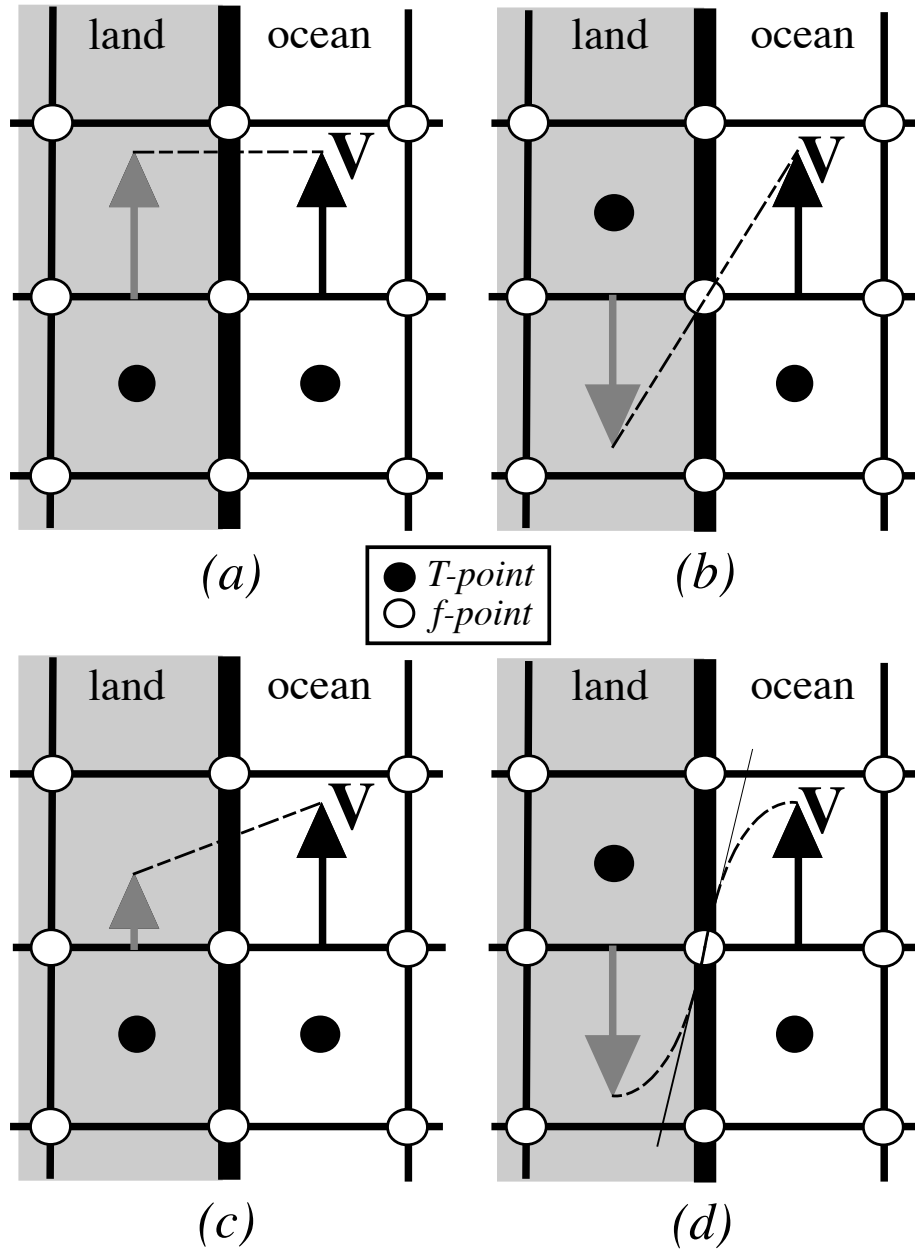 land ocean
V
(a)
land ocean
V
(b)
T-point
f-point
land ocean
V
(c)
land ocean
V
(d)